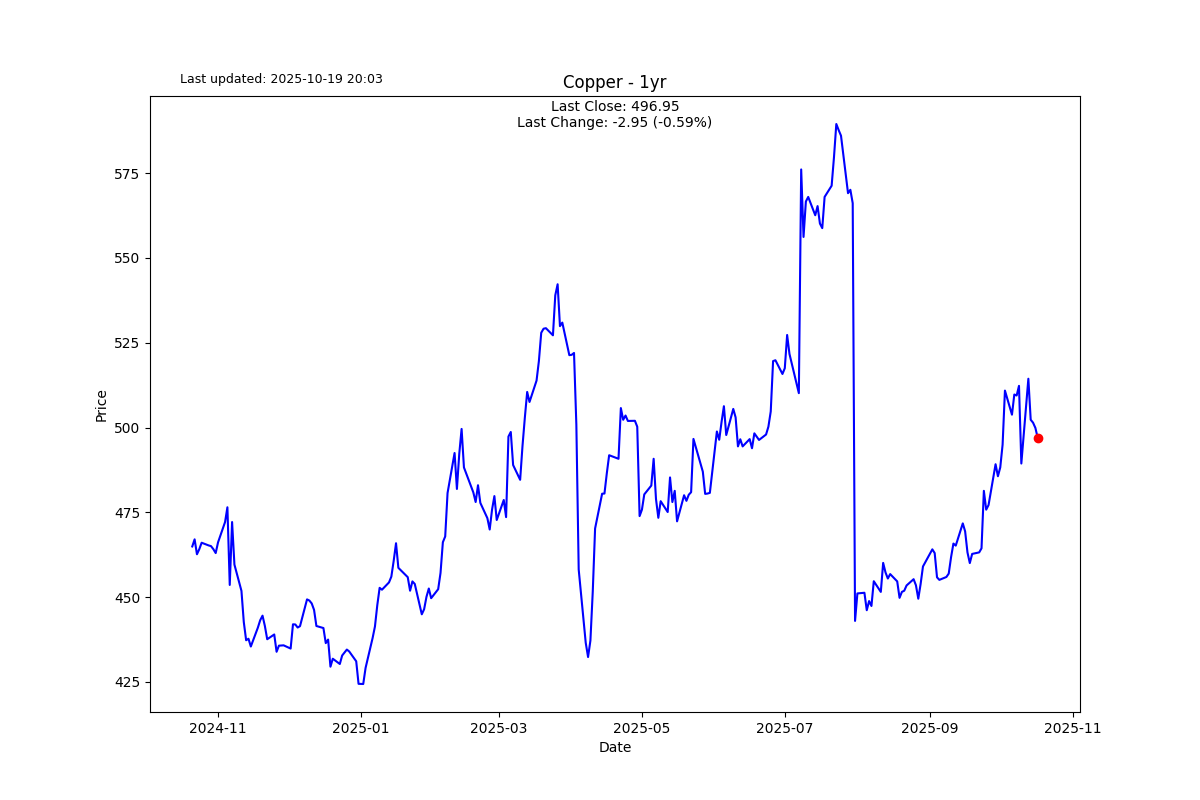 Last updated: 2025-10-19 20:03
Copper - 1yr
Last Close: 496.95
Last Change: -2.95 (-0.59%)
575
550
525
500
475
450
425
Price
2024-11
2025-01
2025-03
2025-05
2025-07
2025-09
2025-11
Date